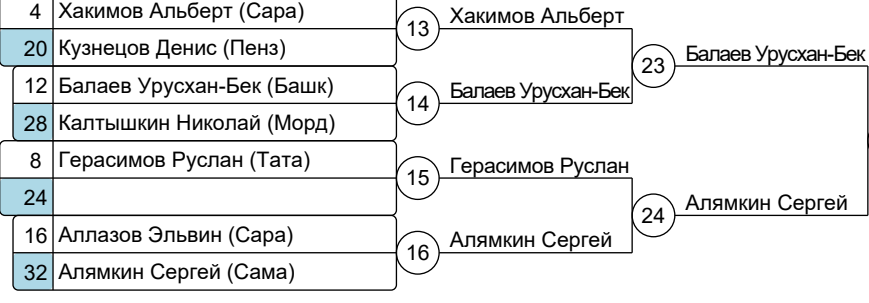 4 Хакимов Альберт (Сара)
20 Кузнецов Денис (Пенз)
12 Балаев Урусхан-Бек (Башк)
28 Калтышкин Николай (Морд)
8 Герасимов Руслан (Тата)
24
16 Аллазов Эльвин (Сара)
32 Алямкин Сергей (Сама)
13 Хакимов Альберт
14 Балаев Урусхан-Бек
15 Герасимов Руслан
16 Алямкин Сергей
23 Балаев Урусхан-Бек
24 Алямкин Сергей